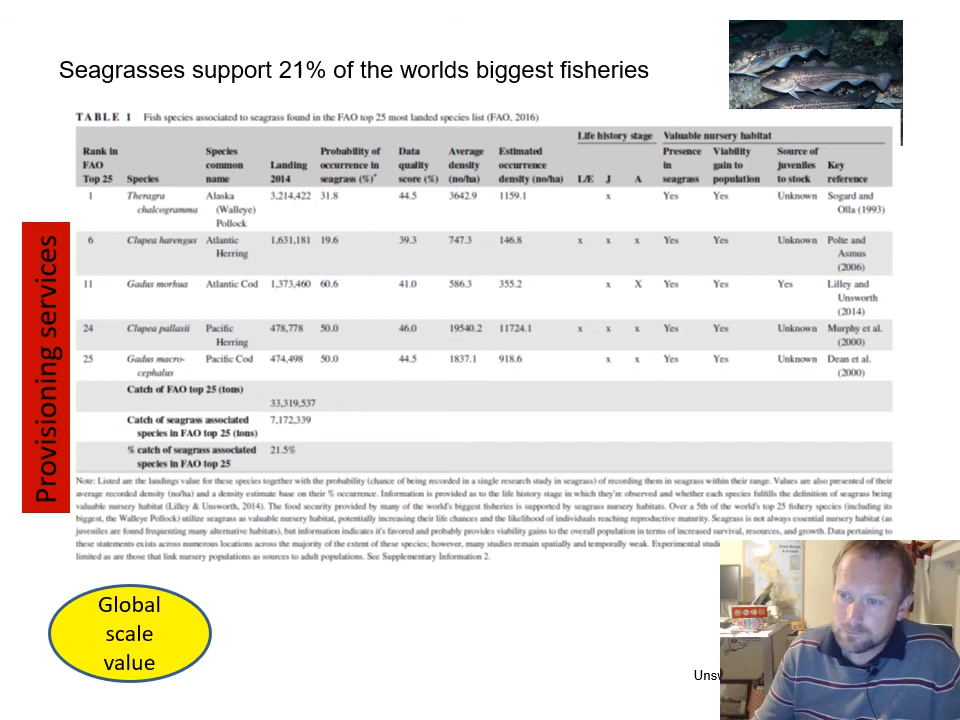 Seagrasses support 21% of the worlds biggest fisheries
TABLE 1 Fish species associated to seagrass found in the FAO top 25 most landed species list (FAO, 2016)
Life history stage Valuable nursery habitat
Rank in Species Probability of Data Average Estimated Presence Viability Source of
FAO common Landing occurrence in quality density occurrence in gain to juveniles Key
Top 25 Species name 2014 seagrass (%)* score (%) (no/ha) density (no/ha) L/E J A seagrass population to stock reference
1 Theragra Alaska 3,214,422 31.8 44.5 3642.9 1159.1 x Yes Yes Unknown Sogard and
chalcogramma (Walleye) Olla (1993)
Pollock
6 Clupea harengus Atlantic 1,631,181 19.6 39.3 747.3 146.8 x x x Yes Yes Unknown Polte and
Herring Asmus
(2006)
11 Gadus morhua Atlantic Cod 1,373,460 60.6 41.0 586.3 355.2 x X Yes Yes Yes Lilley and
Unsworth
(2014)
24 Clupea pallasii Pacific 478,778 50.0 46.0 19540.2 11724.1 x x x Yes Yes Unknown Murphy et al.
Herring (2000)
25 Gadus macro- Pacific Cod 474,498 50.0 44.5 1837.1 918.6 x x Yes Yes Unknown Dean et al.
cephalus (2000)
Catch of FAO top 25 (tons)
33,319,537
Catch of seagrass associated 7,172,339
species in FAO top 25 (tons)
% catch of seagrass associated 21.5%
species in FAO top 25
Note: Listed are the landings value for these species together with the probability (chance of being recorded in a single research study in seagrass) of recording them in seagrass within their range. Values are also presented of their
average recorded density (no/ha) and a density estimate base on their % occurrence. Information is provided as to the life history stage in which they're observed and whether each species fulfills the definition of seagrass being
valuable nursery habitat (Lilley & Unsworth, 2014). The food security provided by many of the world's biggest fisheries is supported by seagrass nursery habitats. Over a 5th of the world's top 25 fishery species (including its
biggest, the Walleye Pollock) utilize seagrass as valuable nursery habitat, potentially increasing their life chances and the likelihood of individuals reaching reproductive maturity. Seagrass is not always essential nursery habitat (as
juveniles are found frequenting many alternative habitats), but information indicates it's favored and probably provides viability gains to the overall population in terms of increased survival, resources, and growth. Data pertaining to
these statements exists across numerous locations across the majority of the extent of these species; however, many studies remain spatially and temporally weak. Experimental
limited as are those that link nursery populations as sources to adult populations. See Supplementary Information 2.
Provisioning services
Global
scale
value